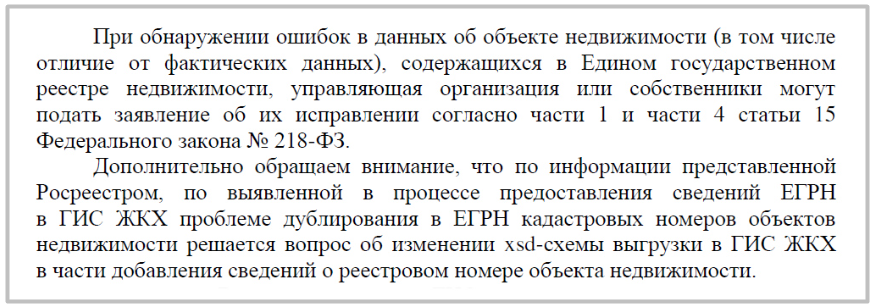 При обнаружении ошибок в данных об объекте недвижимости (в том числе
отличие от фактических данных), содержащихся в Едином государственном
реестре недвижимости, управляющая организация или собственники могут
подать заявление об их исправлении согласно части 1 и части 4 статьи 15
Федерального закона № 218-ФЗ.
Дополнительно обращаем внимание, что по информации представленной
Росреестром, по выявленной в процессе предоставления сведений ЕГРН
в ГИС ЖКХ проблеме дублирования в ЕГРН кадастровых номеров объектов
недвижимости решается вопрос об изменении xsd-схемы выгрузки в ГИС ЖКХ
в части добавления сведений о реестровом номере объекта недвижимости.